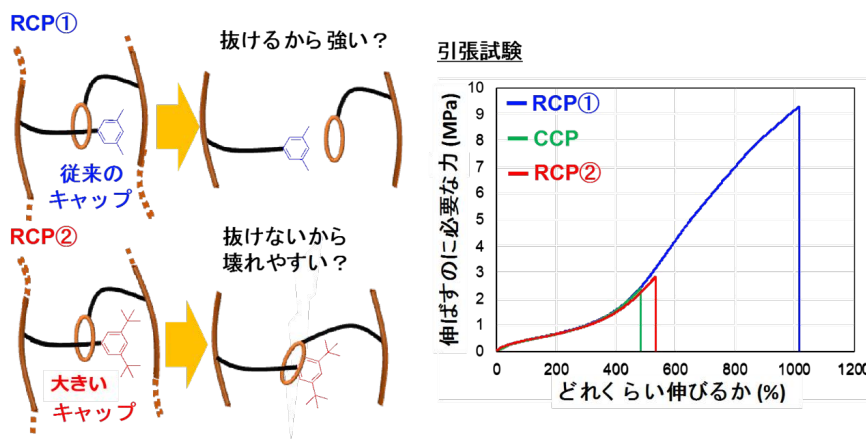 RCP①
抜けるから強い？
従来の
キャップ
RCP②
抜けないから
壊れやすい？
大きい
キャップ
引張試験
伸ばすのに必要な力 (MPa)
10
9
8
7
6
5
4
3
2
1
0
RCP①
CCP
RCP②
0
200
400
600
800
1000
1200
どれくらい伸びるか (%)